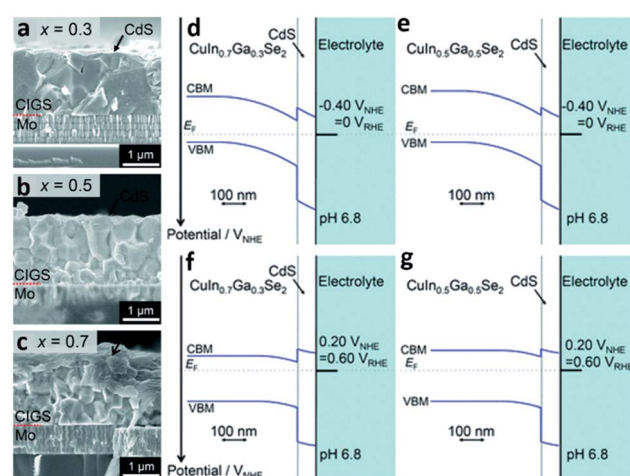 a x = 0.3 CdS
CIGS
Mo
1 μm
b x = 0.5 CdS
CIGS
Mo
1 μm
c x = 0.7
CIGS
Mo
1 μm
d CdS Electrolyte
CuIn0.7Ga0.3Se2
CBM
-0.40 VNHE
=0 VRHE
EF
VBM
100 nm
pH 6.8
Potential / VNHE
e CdS Electrolyte
CuIn0.5Ga0.5Se2
CBM
-0.40 VNHE
=0 VRHE
EF
VBM
100 nm
pH 6.8
f CdS Electrolyte
CuIn0.7Ga0.3Se2
CBM
0.20 VNHE
=0.60 VRHE
EF
VBM
100 nm
pH 6.8
Potential / VNHE
g CdS Electrolyte
CuIn0.5Ga0.5Se2
CBM
0.20 VNHE
=0.60 VRHE
EF
VBM
100 nm
pH 6.8